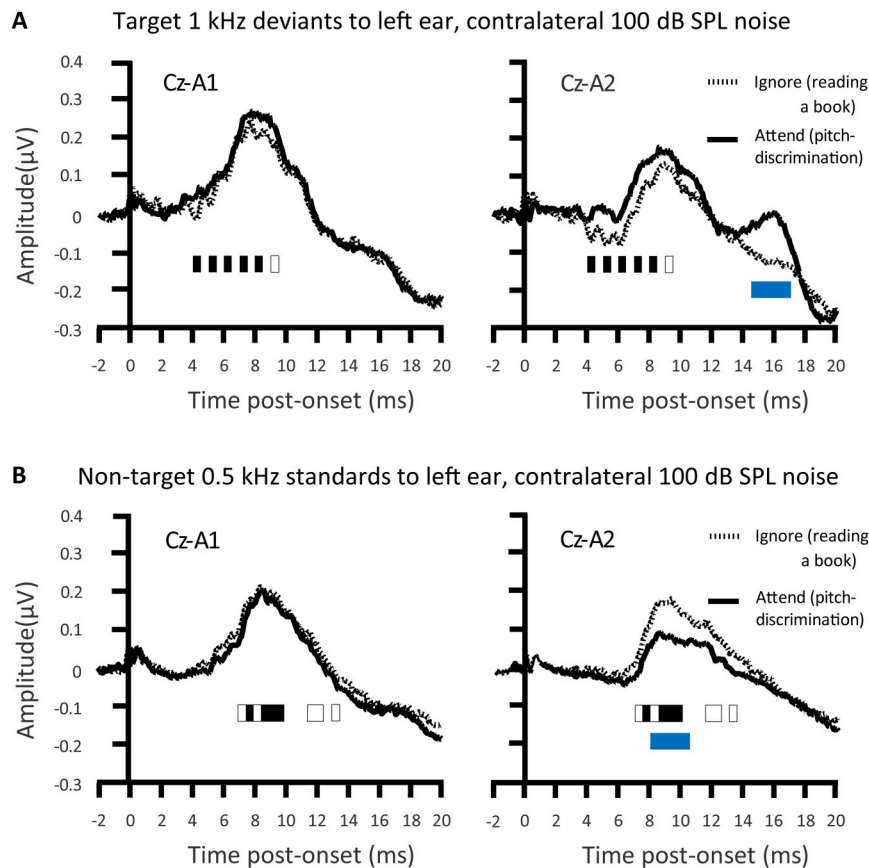 A Target 1 kHz deviants to left ear, contralateral 100 dB SPL noise
Cz-A1
Cz-A2
Ignore (reading
a book)
Attend (pitch-
discrimination)
Amplitude(µV)
0.4
0.3
0.2
0.1
0
-0.1
-0.2
-0.3
-2 0 2 4 6 8 10 12 14 16 18 20
-2 0 2 4 6 8 10 12 14 16 18 20
Time post-onset (ms)
Time post-onset (ms)
B Non-target 0.5 kHz standards to left ear, contralateral 100 dB SPL noise
Cz-A1
Cz-A2
Ignore (reading
a book)
Attend (pitch-
discrimination)
Amplitude(µV)
0.4
0.3
0.2
0.1
0
-0.1
-0.2
-0.3
-2 0 2 4 6 8 10 12 14 16 18 20
-2 0 2 4 6 8 10 12 14 16 18 20
Time post-onset (ms)
Time post-onset (ms)